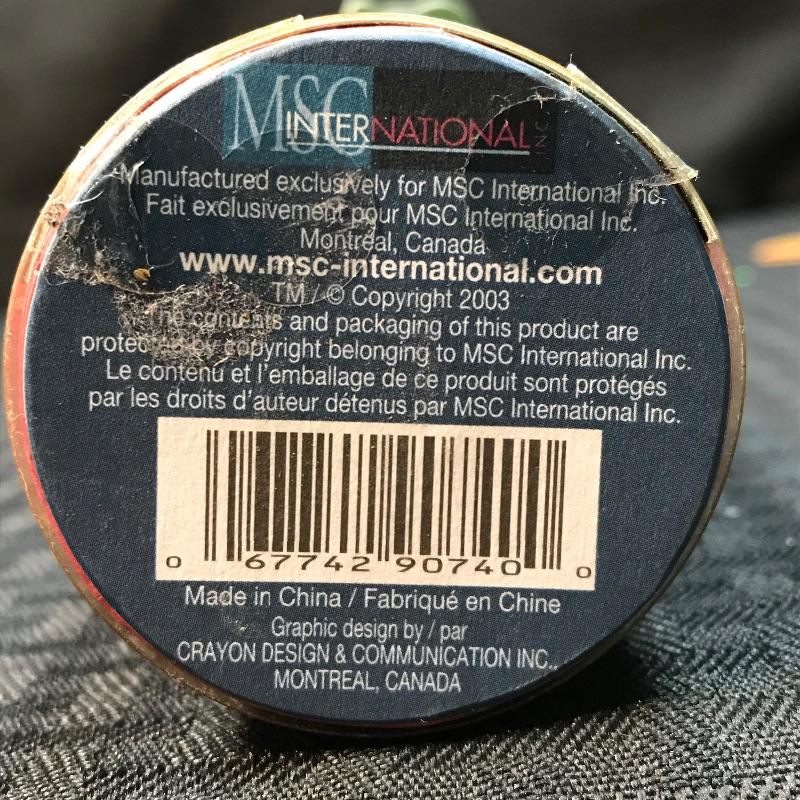 MSC INTERNATIONAL INC
Manufactured exclusively for MSC International Inc.
Fait exclusivement pour MSC International Inc.
Montréal, Canada
www.msc-international.com
TM / © Copyright 2003
The contents and packaging of this product are
protected by copyright belonging to MSC International Inc.
Le contenu et l'emballage de ce produit sont protégés
par les droits d'auteur détenus par MSC International Inc.
0 67742 90740 0
Made in China / Fabriqué en Chine
Graphic design by / par
CRAYON DESIGN & COMMUNICATION INC.,
MONTREAL, CANADA